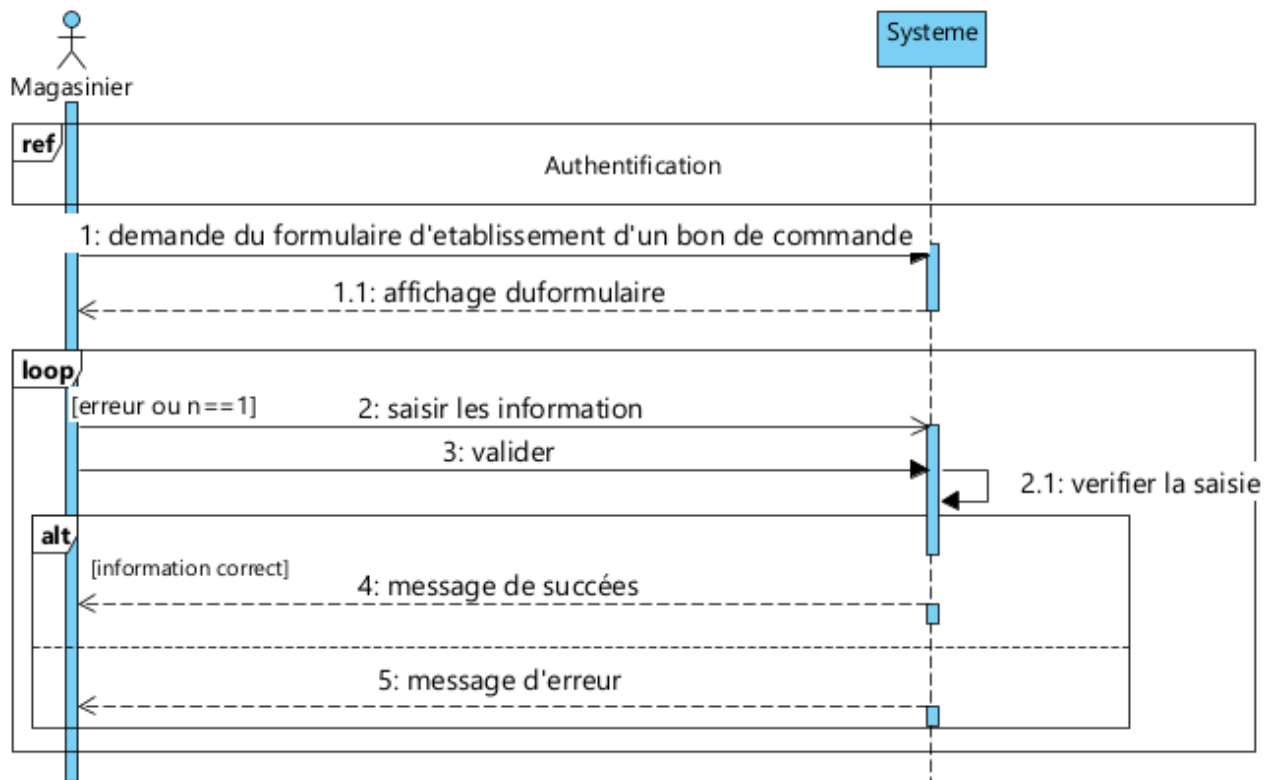 Systeme
Magasinier
ref
Authentification
1: demande du formulaire d'etablissement d'un bon de commande
1.1: affichage duformulaire
loop
[erreur ou n==1]
2: saisir les information
3: valider
2.1: verifier la saisie
alt
[information correct]
4: message de succées
5: message d'erreur